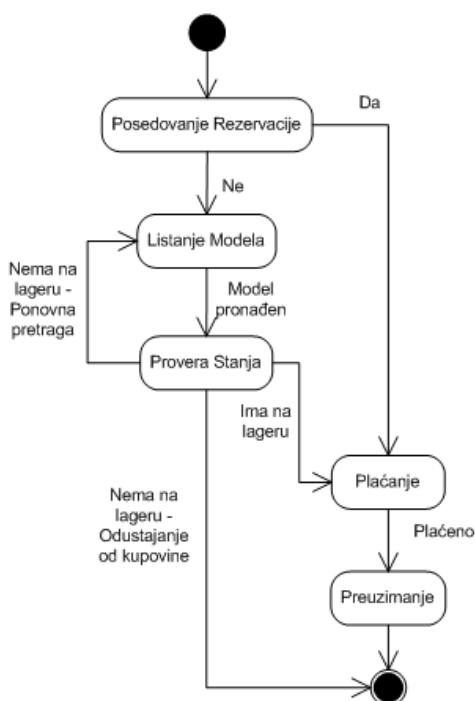 Posedovanje Rezervacije
Da
Ne
Listanje Modela
Nema na
lageru -
Ponovna
pretraga
Model
pronađen
Provera Stanja
Ima na
lageru
Plaćanje
Nema na
lageru -
Odustajanje
od kupovine
Plaćeno
Preuzimanje